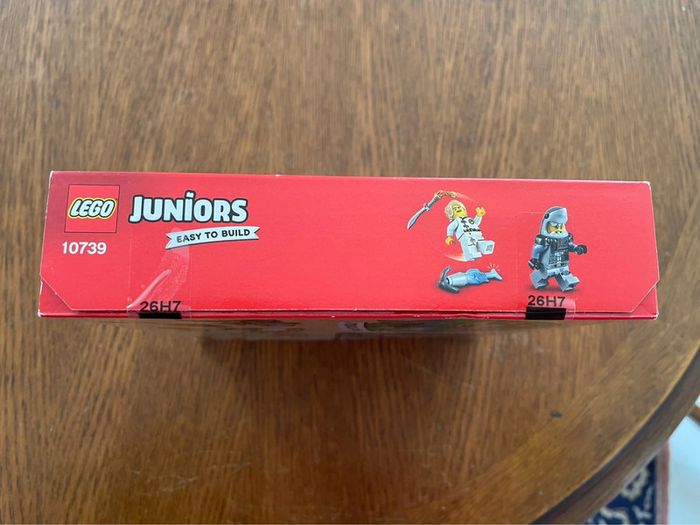 LEGO
JUNiORS
EASY TO BUILD
10739
26H7
26H7